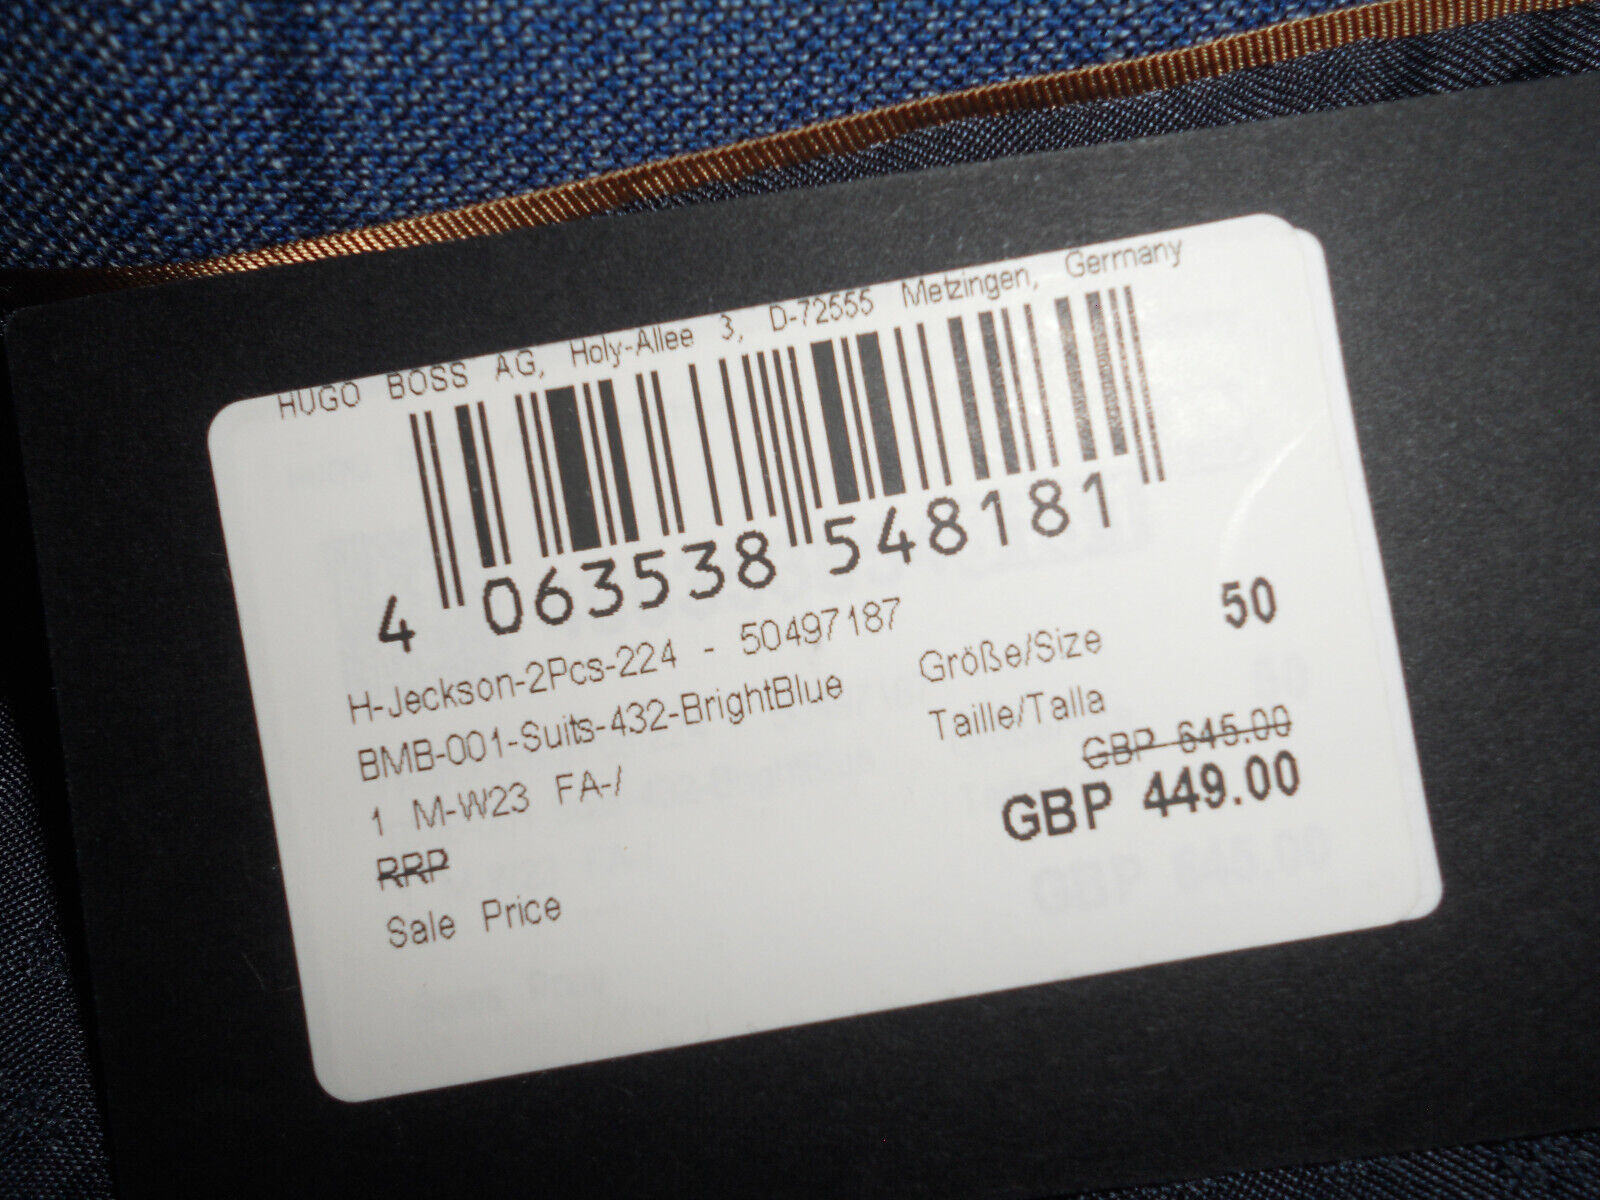 HUGO BOSS AG, Holy-Allee 3, D-72555 Metzingen, Germany
4 063538 548181
H-Jeckson-2Pcs-224 - 50497187
BMB-001-Suits-432-BrightBlue
Größe/Size 50
1 M-W23 FA-/
Taille/Talla
RRP GBP 645.00
Sale Price GBP 449.00